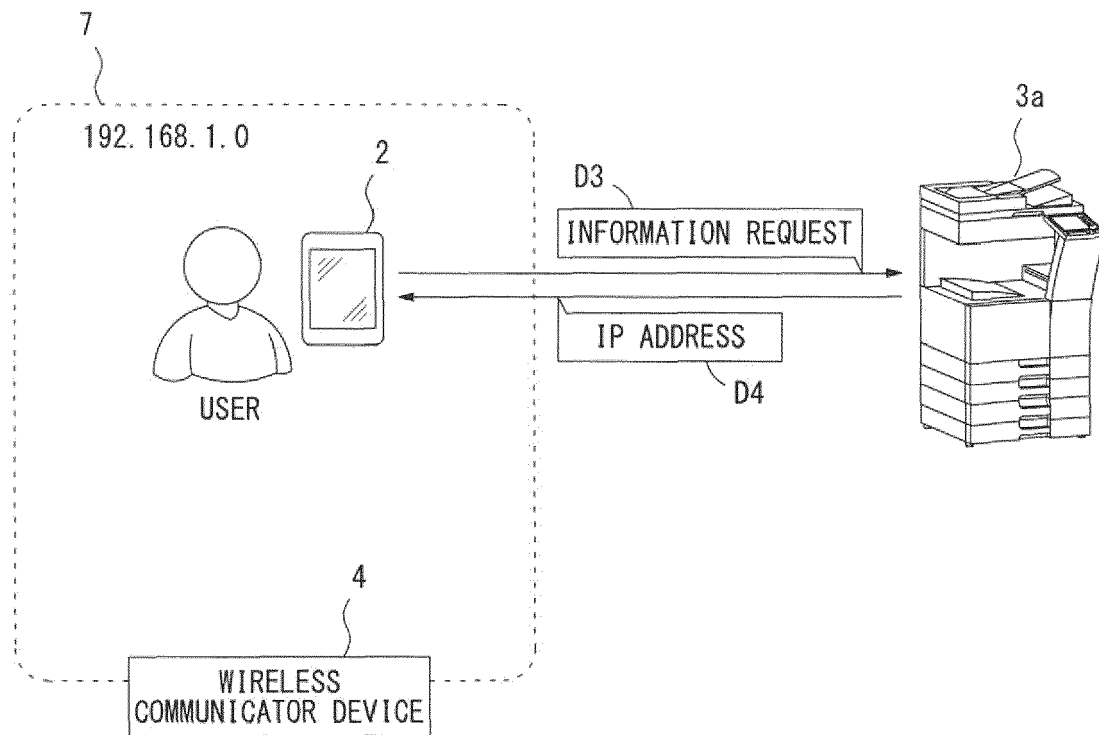 7
192.168.1.0
2
3a
D3
INFORMATION REQUEST
IP ADDRESS
D4
USER
4
WIRELESS
COMMUNICATOR DEVICE